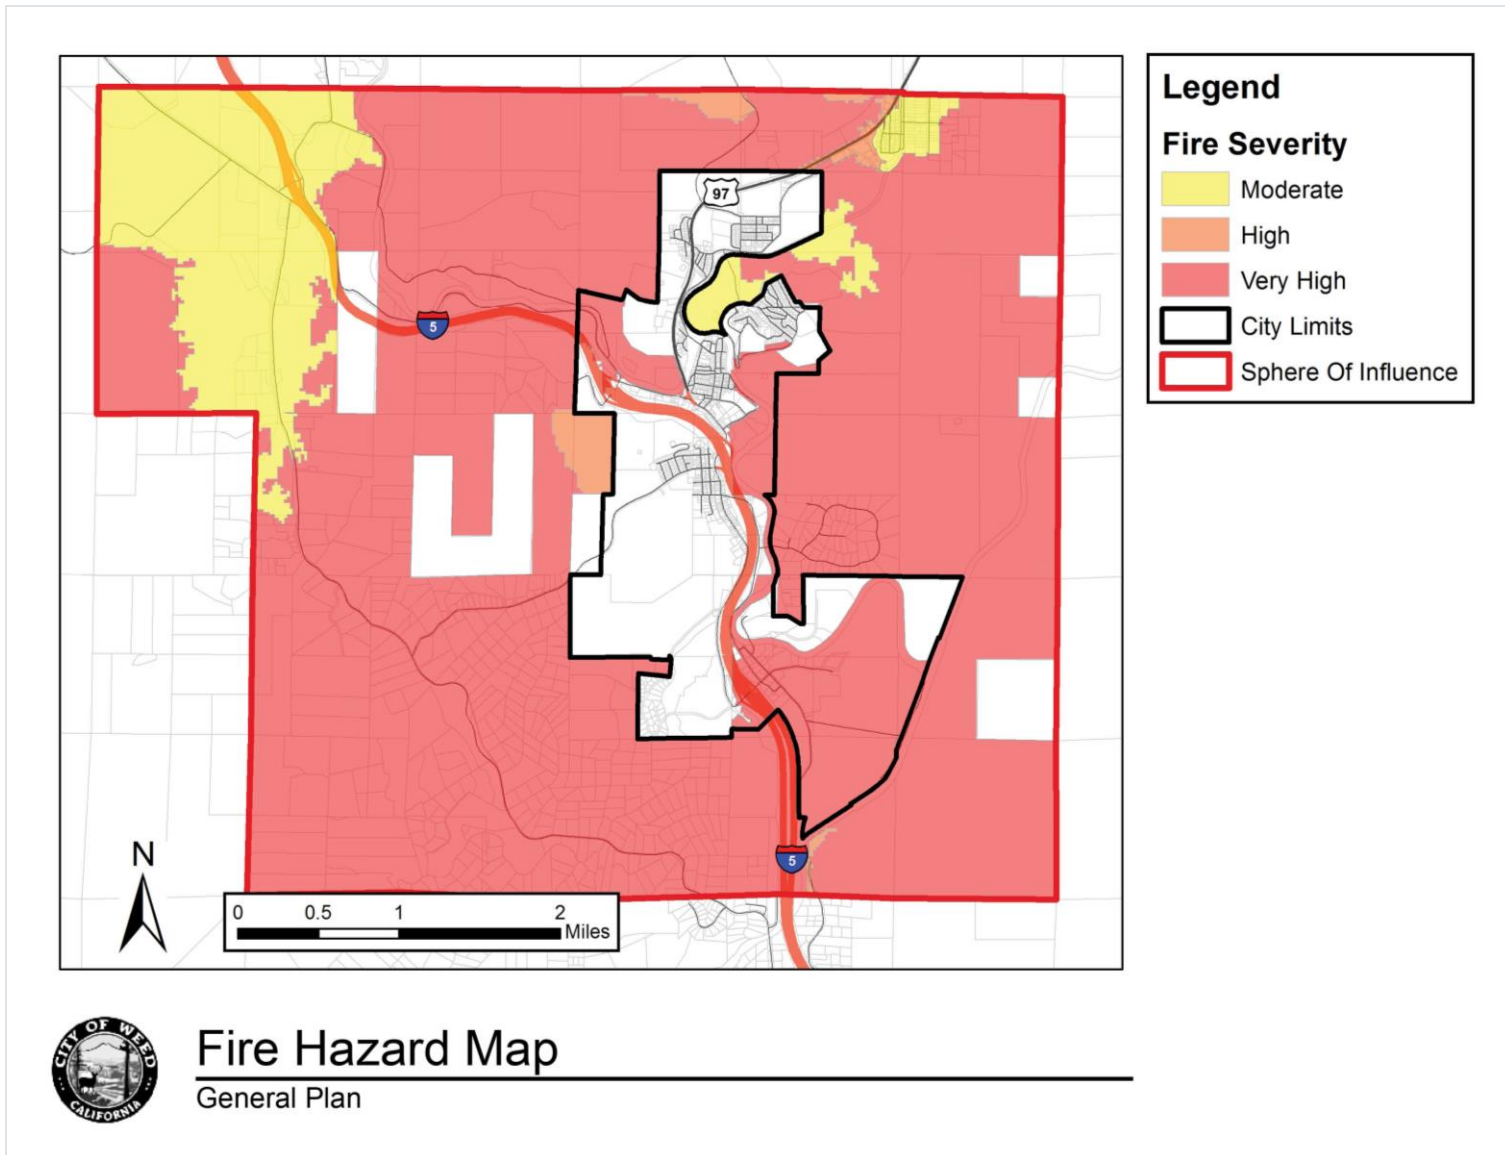 Legend
Fire Severity
Moderate
High
Very High
City Limits
Sphere Of Influence
97
5
5
N
0 0.5 1 2
Miles
CITY OF WEED
CALIFORNIA
Fire Hazard Map
General Plan